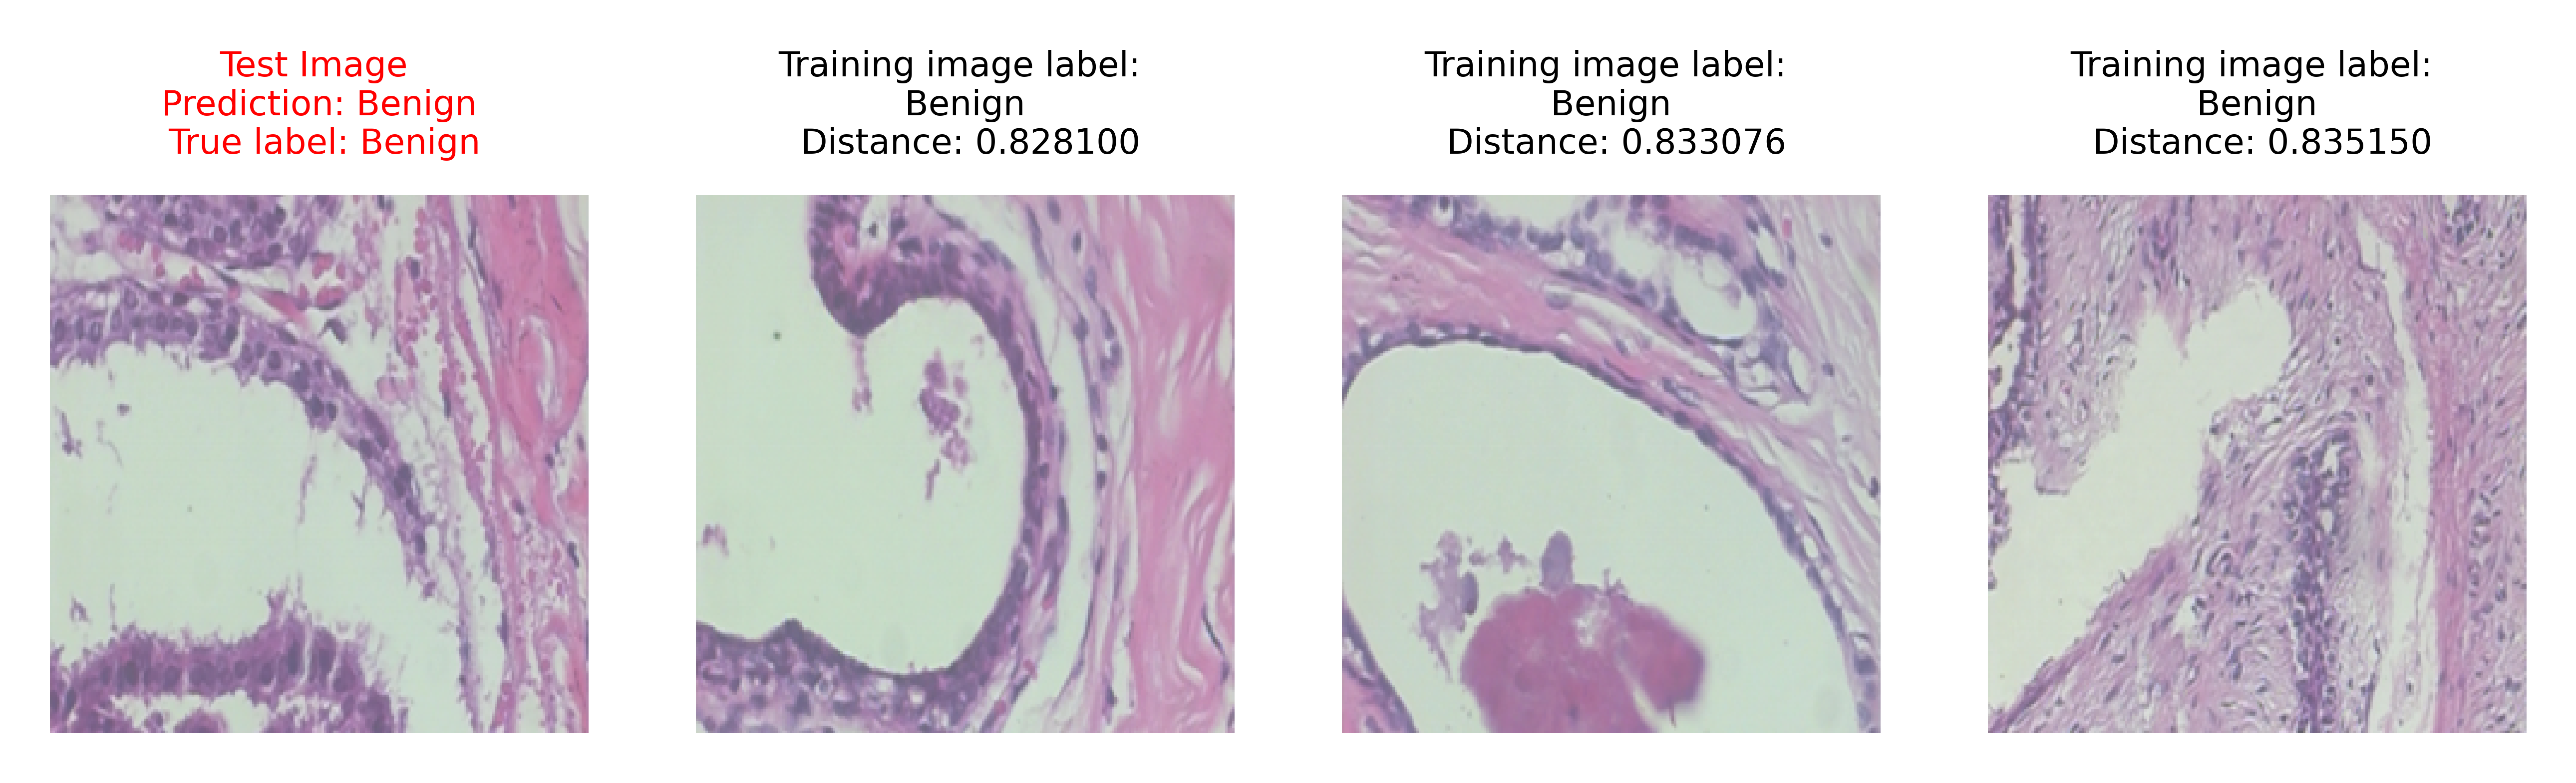 Test Image
Prediction: Benign
True label: Benign
Training image label:
Benign
Distance: 0.828100
Training image label:
Benign
Distance: 0.833076
Training image label:
Benign
Distance: 0.835150